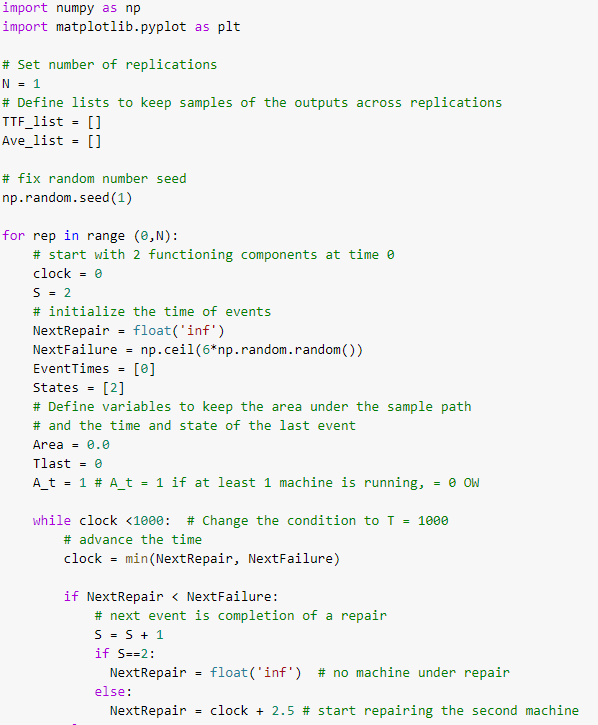 import numpy as np
import matplotlib.pyplot as plt

# Set number of replications
N = 1
# Define lists to keep samples of the outputs across replications
TTF_list = []
Ave_list = []

# fix random number seed
np.random.seed(1)

for rep in range (0,N):
    # start with 2 functioning components at time 0
    clock = 0
    S = 2
    # initialize the time of events
    NextRepair = float('inf')
    NextFailure = np.ceil(6*np.random.random())
    EventTimes = [0]
    States = [2]
    # Define variables to keep the area under the sample path
    # and the time and state of the last event
    Area = 0.0
    Tlast = 0
    A_t = 1 # A_t = 1 if at least 1 machine is running, = 0 OW

    while clock <1000:  # Change the condition to T = 1000
        # advance the time
        clock = min(NextRepair, NextFailure)

        if NextRepair < NextFailure:
            # next event is completion of a repair
            S = S + 1
            if S==2:
              NextRepair = float('inf')  # no machine under repair
            else:
              NextRepair = clock + 2.5 # start repairing the second machine